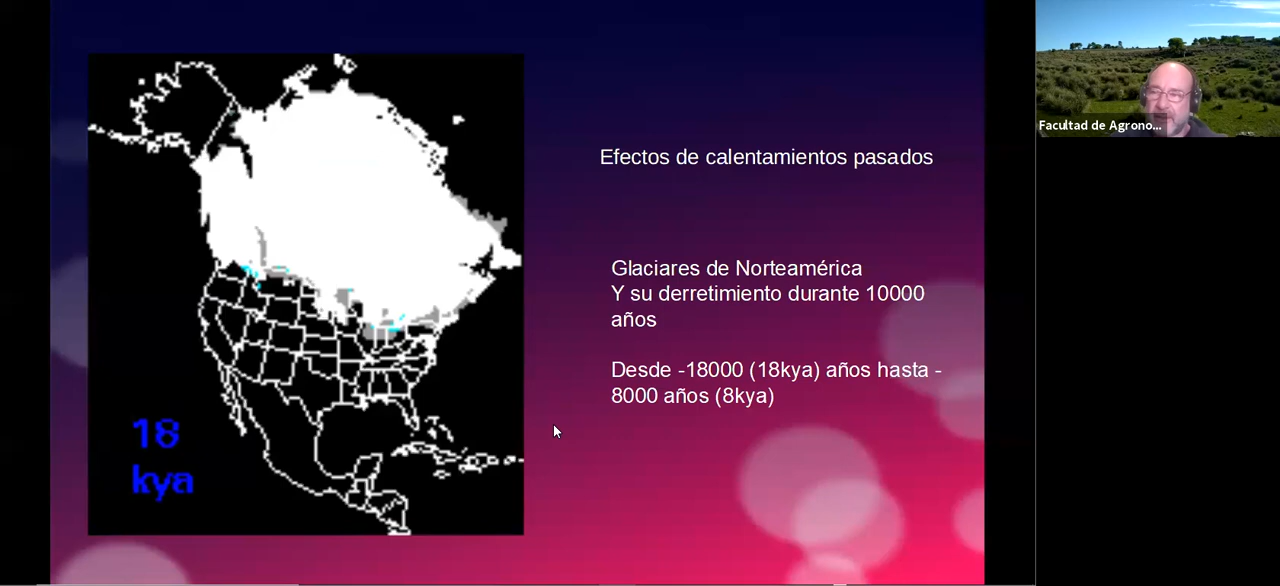 Efectos de calentamientos pasados
Glaciares de Norteamérica
Y su derretimiento durante 10000
años
Desde -18000 (18kya) años hasta -
8000 años (8kya)
18
kya
Facultad de Agrono...